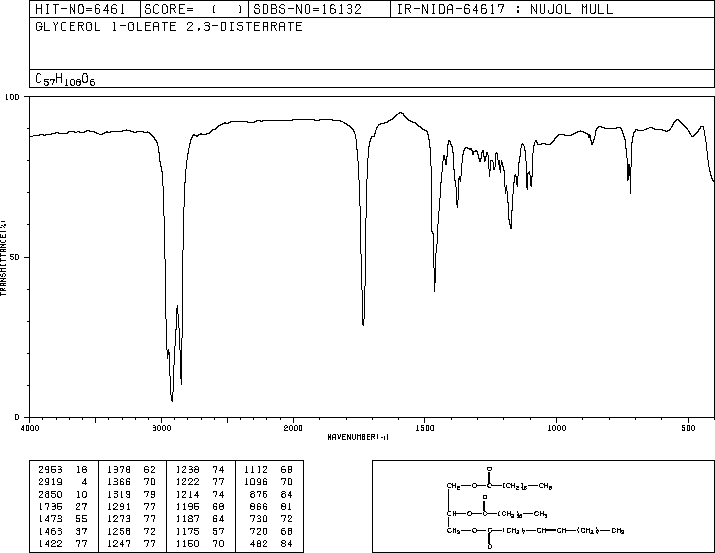 HIT-NO=6461 SCORE= ( ) SDBS-NO=16132 IR-NIDA-64617 : NUJOL MULL
GLYCEROL 1-OLEATE 2,3-DISTEARATE
C57H108O6
100
50
0
TRANSMITTANCE(%)
4000 3000 2000 1500 1000 500
WAVENUMBER(-1)
2953 16 1378 62 1238 74 1112 68
2919 4 1366 70 1222 77 1096 70
2850 10 1319 79 1214 74 875 84
1735 27 1291 77 1195 68 866 81
1473 55 1273 77 1187 64 730 72
1463 37 1258 72 1175 57 720 68
1422 77 1247 77 1150 70 482 84